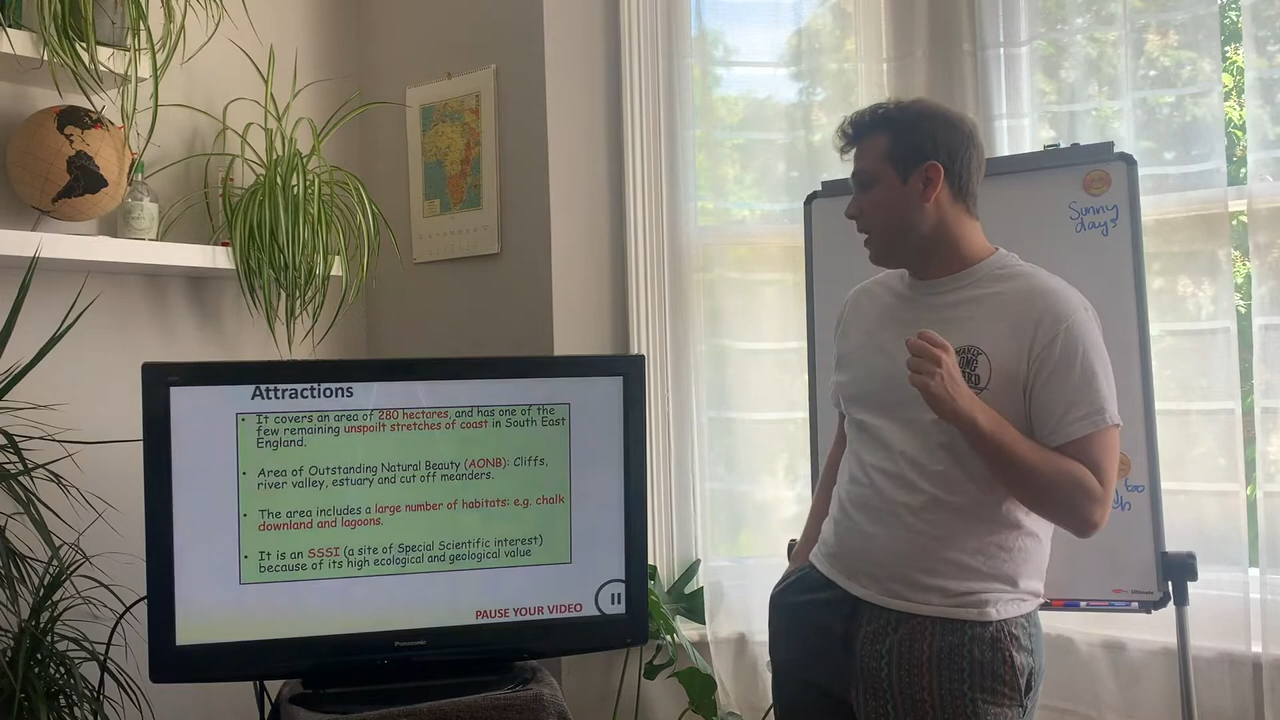 Attractions
• It covers an area of 280 hectares, and has one of the
few remaining unspoilt stretches of coast in South East
England.
• Area of Outstanding Natural Beauty (AONB): Cliffs,
river valley, estuary and cut off meanders.
• The area includes a large number of habitats: e.g. chalk
downland and lagoons.
• It is an SSSI (a site of Special Scientific interest)
because of its high ecological and geological value
PAUSE YOUR VIDEO
Panasonic
Sunny
days
too
Ultimate